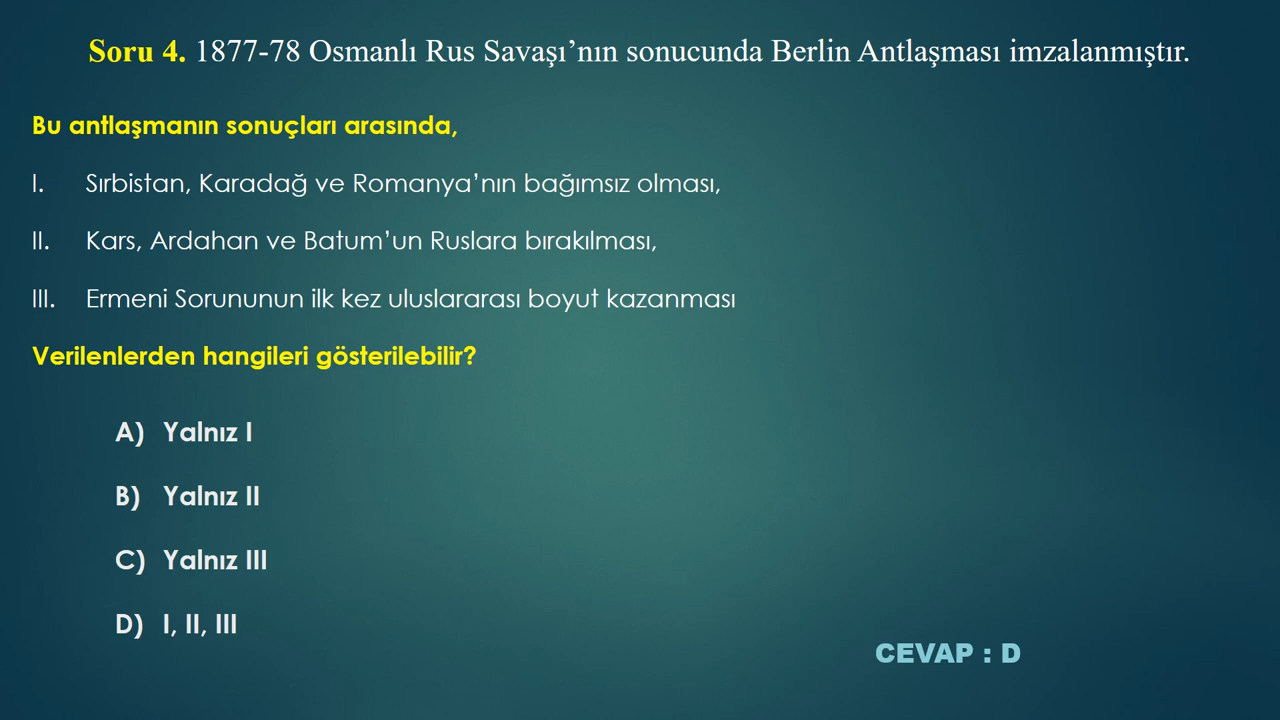 Soru 4. 1877-78 Osmanlı Rus Savaşı’nın sonucunda Berlin Antlaşması imzalanmıştır.
Bu antlaşmanın sonuçları arasında,
I. Sırbistan, Karadağ ve Romanya’nın bağımsız olması,
II. Kars, Ardahan ve Batum’un Ruslara bırakılması,
III. Ermeni Sorununun ilk kez uluslararası boyut kazanması
Verilenlerden hangileri gösterilebilir?
A) Yalnız I
B) Yalnız II
C) Yalnız III
D) I, II, III
CEVAP : D